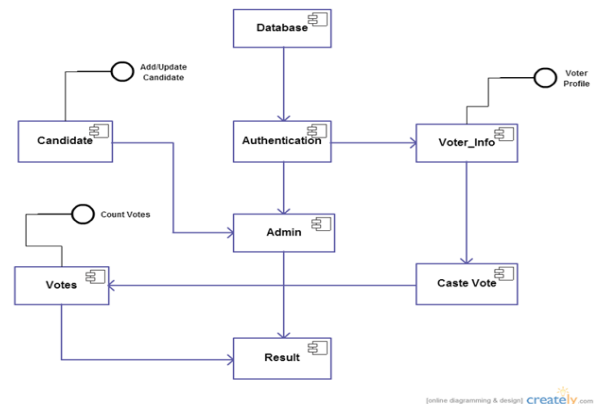 Database
Add/Update
Candidate
Voter
Profile
Candidate
Authentication
Voter_Info
Count Votes
Admin
Votes
Caste Vote
Result
[online diagramming & design] creately.com